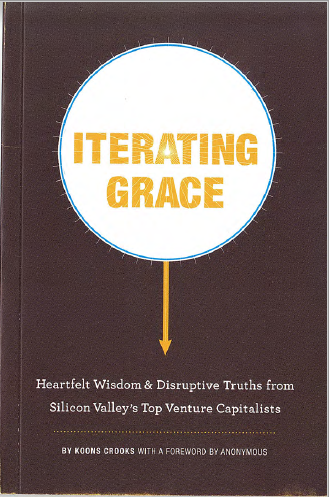 ITERATING
GRACE
Heartfelt Wisdom & Disruptive Truths from
Silicon Valley's Top Venture Capitalists
BY KOONS CROOKS WITH A FOREWORD BY ANONYMOUS